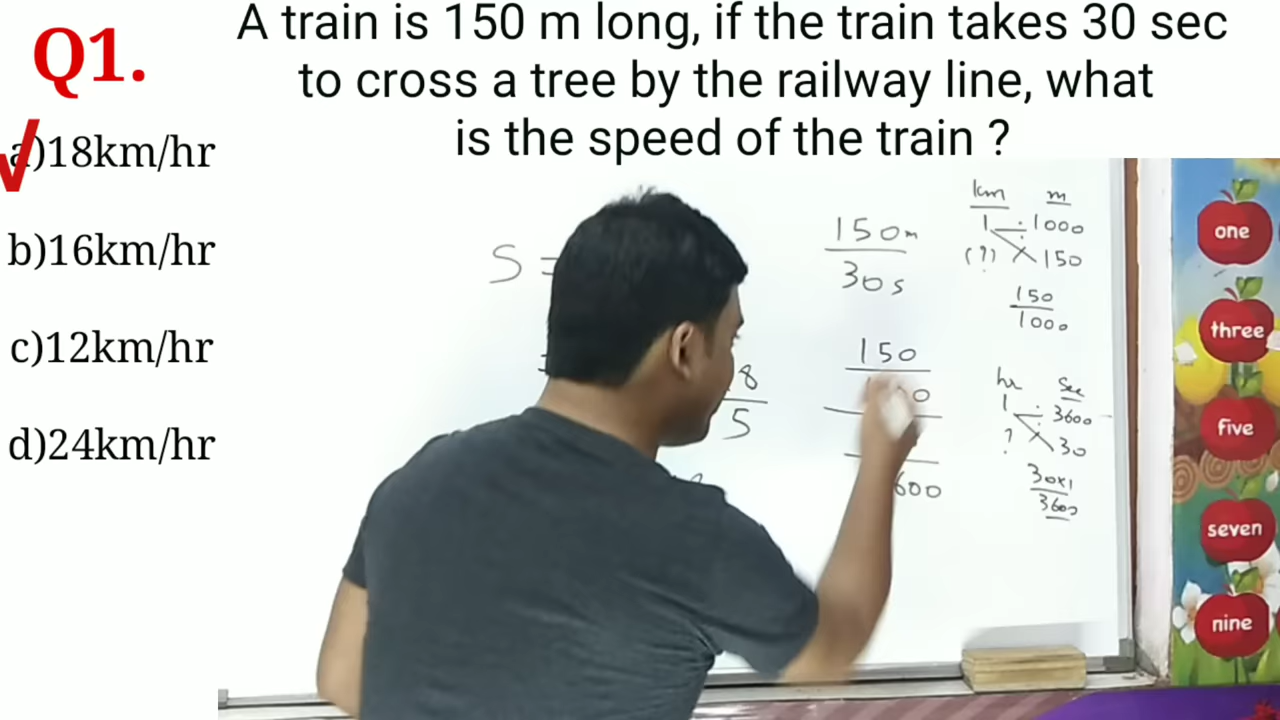 Q1.
A train is 150 m long, if the train takes 30 sec
to cross a tree by the railway line, what
is the speed of the train ?
a)18km/hr
b)16km/hr
c)12km/hr
d)24km/hr
S =
8
5
150m
30s
150
600
km m
1 : 1000
(?) 150
150
1000
hr Sec
1 : 3600
? 30
30×1
3600
one
three
five
seven
nine